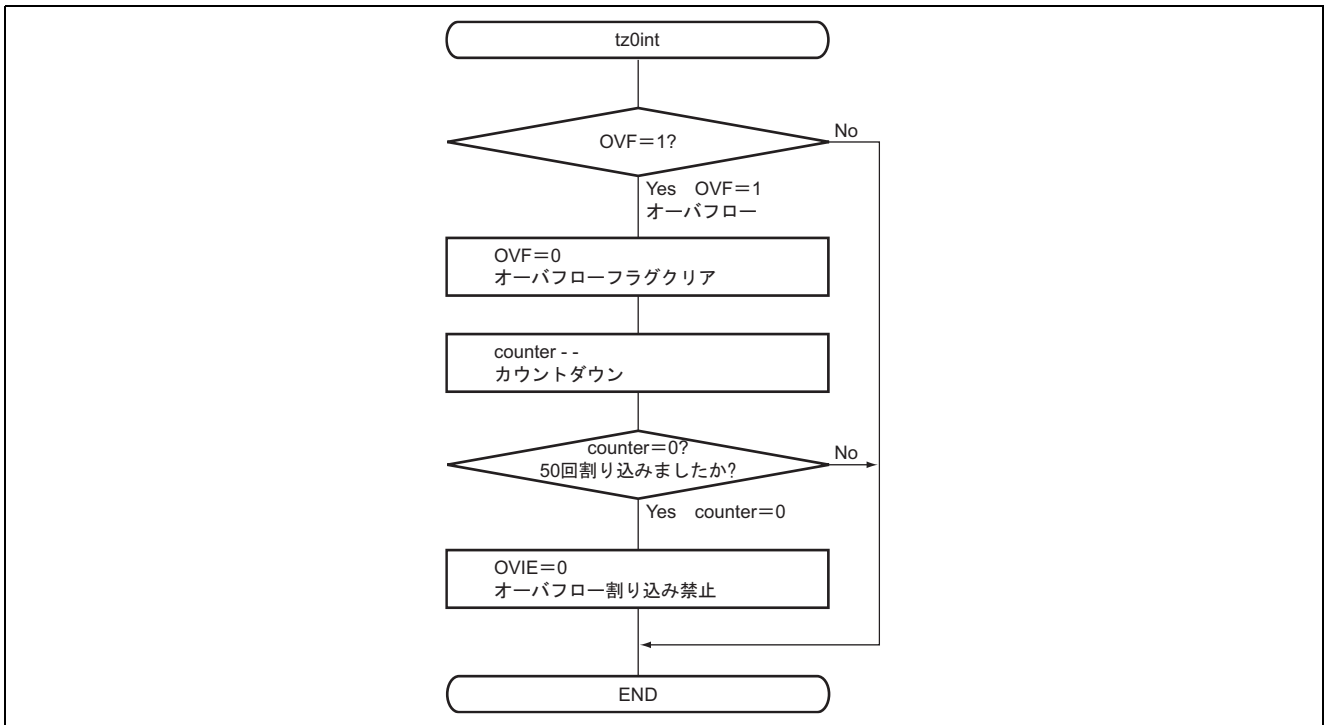 tz0int
OVF＝1?
No
Yes　OVF＝1
オーバフロー
OVF＝0
オーバフローフラグクリア
counter - -
カウントダウン
counter＝0?
50回割り込みましたか?
No
Yes　counter＝0
OVIE＝0
オーバフロー割り込み禁止
END